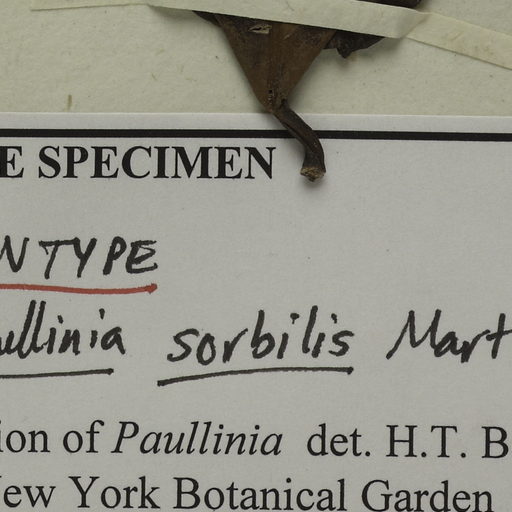 E SPECIMEN
NTYPE
ullinia sorbilis Mart
ion of Paullinia det. H.T. B
New York Botanical Garden